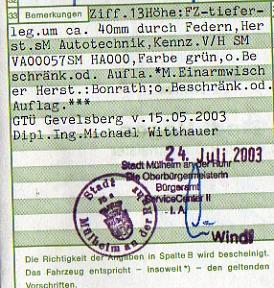 33 Bemerkungen Ziff.13Höhe:FZ-tiefer-
leg.um ca. 40mm durch Federn,Her
st.sM Autotechnik,Kennz.V/H SM
VA00057SM HA000,Farbe grün,o.Be
schränk.od. Aufla.*M.Einarmwisch
er Herst.:Bonrath;o.Beschränk.od.
Auflag.***
GTÜ Gevelsberg v.15.05.2003
Dipl.Ing.Michael Witthauer
24. Juli 2003
Stadt Mülheim an der Ruhr
Die Oberbürgermeisterin
Bürgeramt
ServiceCenter II
I.A.
Windl
Stadt Mülheim an der Ruhr
Die Richtigkeit der Angaben in Spalte B wird bescheinigt.
Das Fahrzeug entspricht - insoweit *) - den geltenden
Vorschriften.